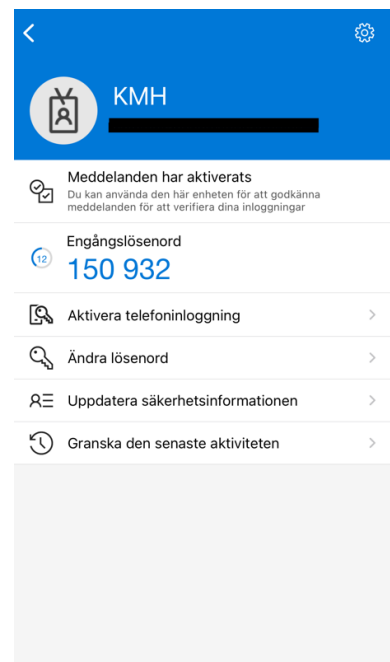 KMH
Meddelanden har aktiverats
Du kan använda den här enheten för att godkänna
meddelanden för att verifiera dina inloggningar
Engångslösenord
12
150 932
Aktivera telefoninloggning
Ändra lösenord
Uppdatera säkerhetsinformationen
Granska den senaste aktiviteten